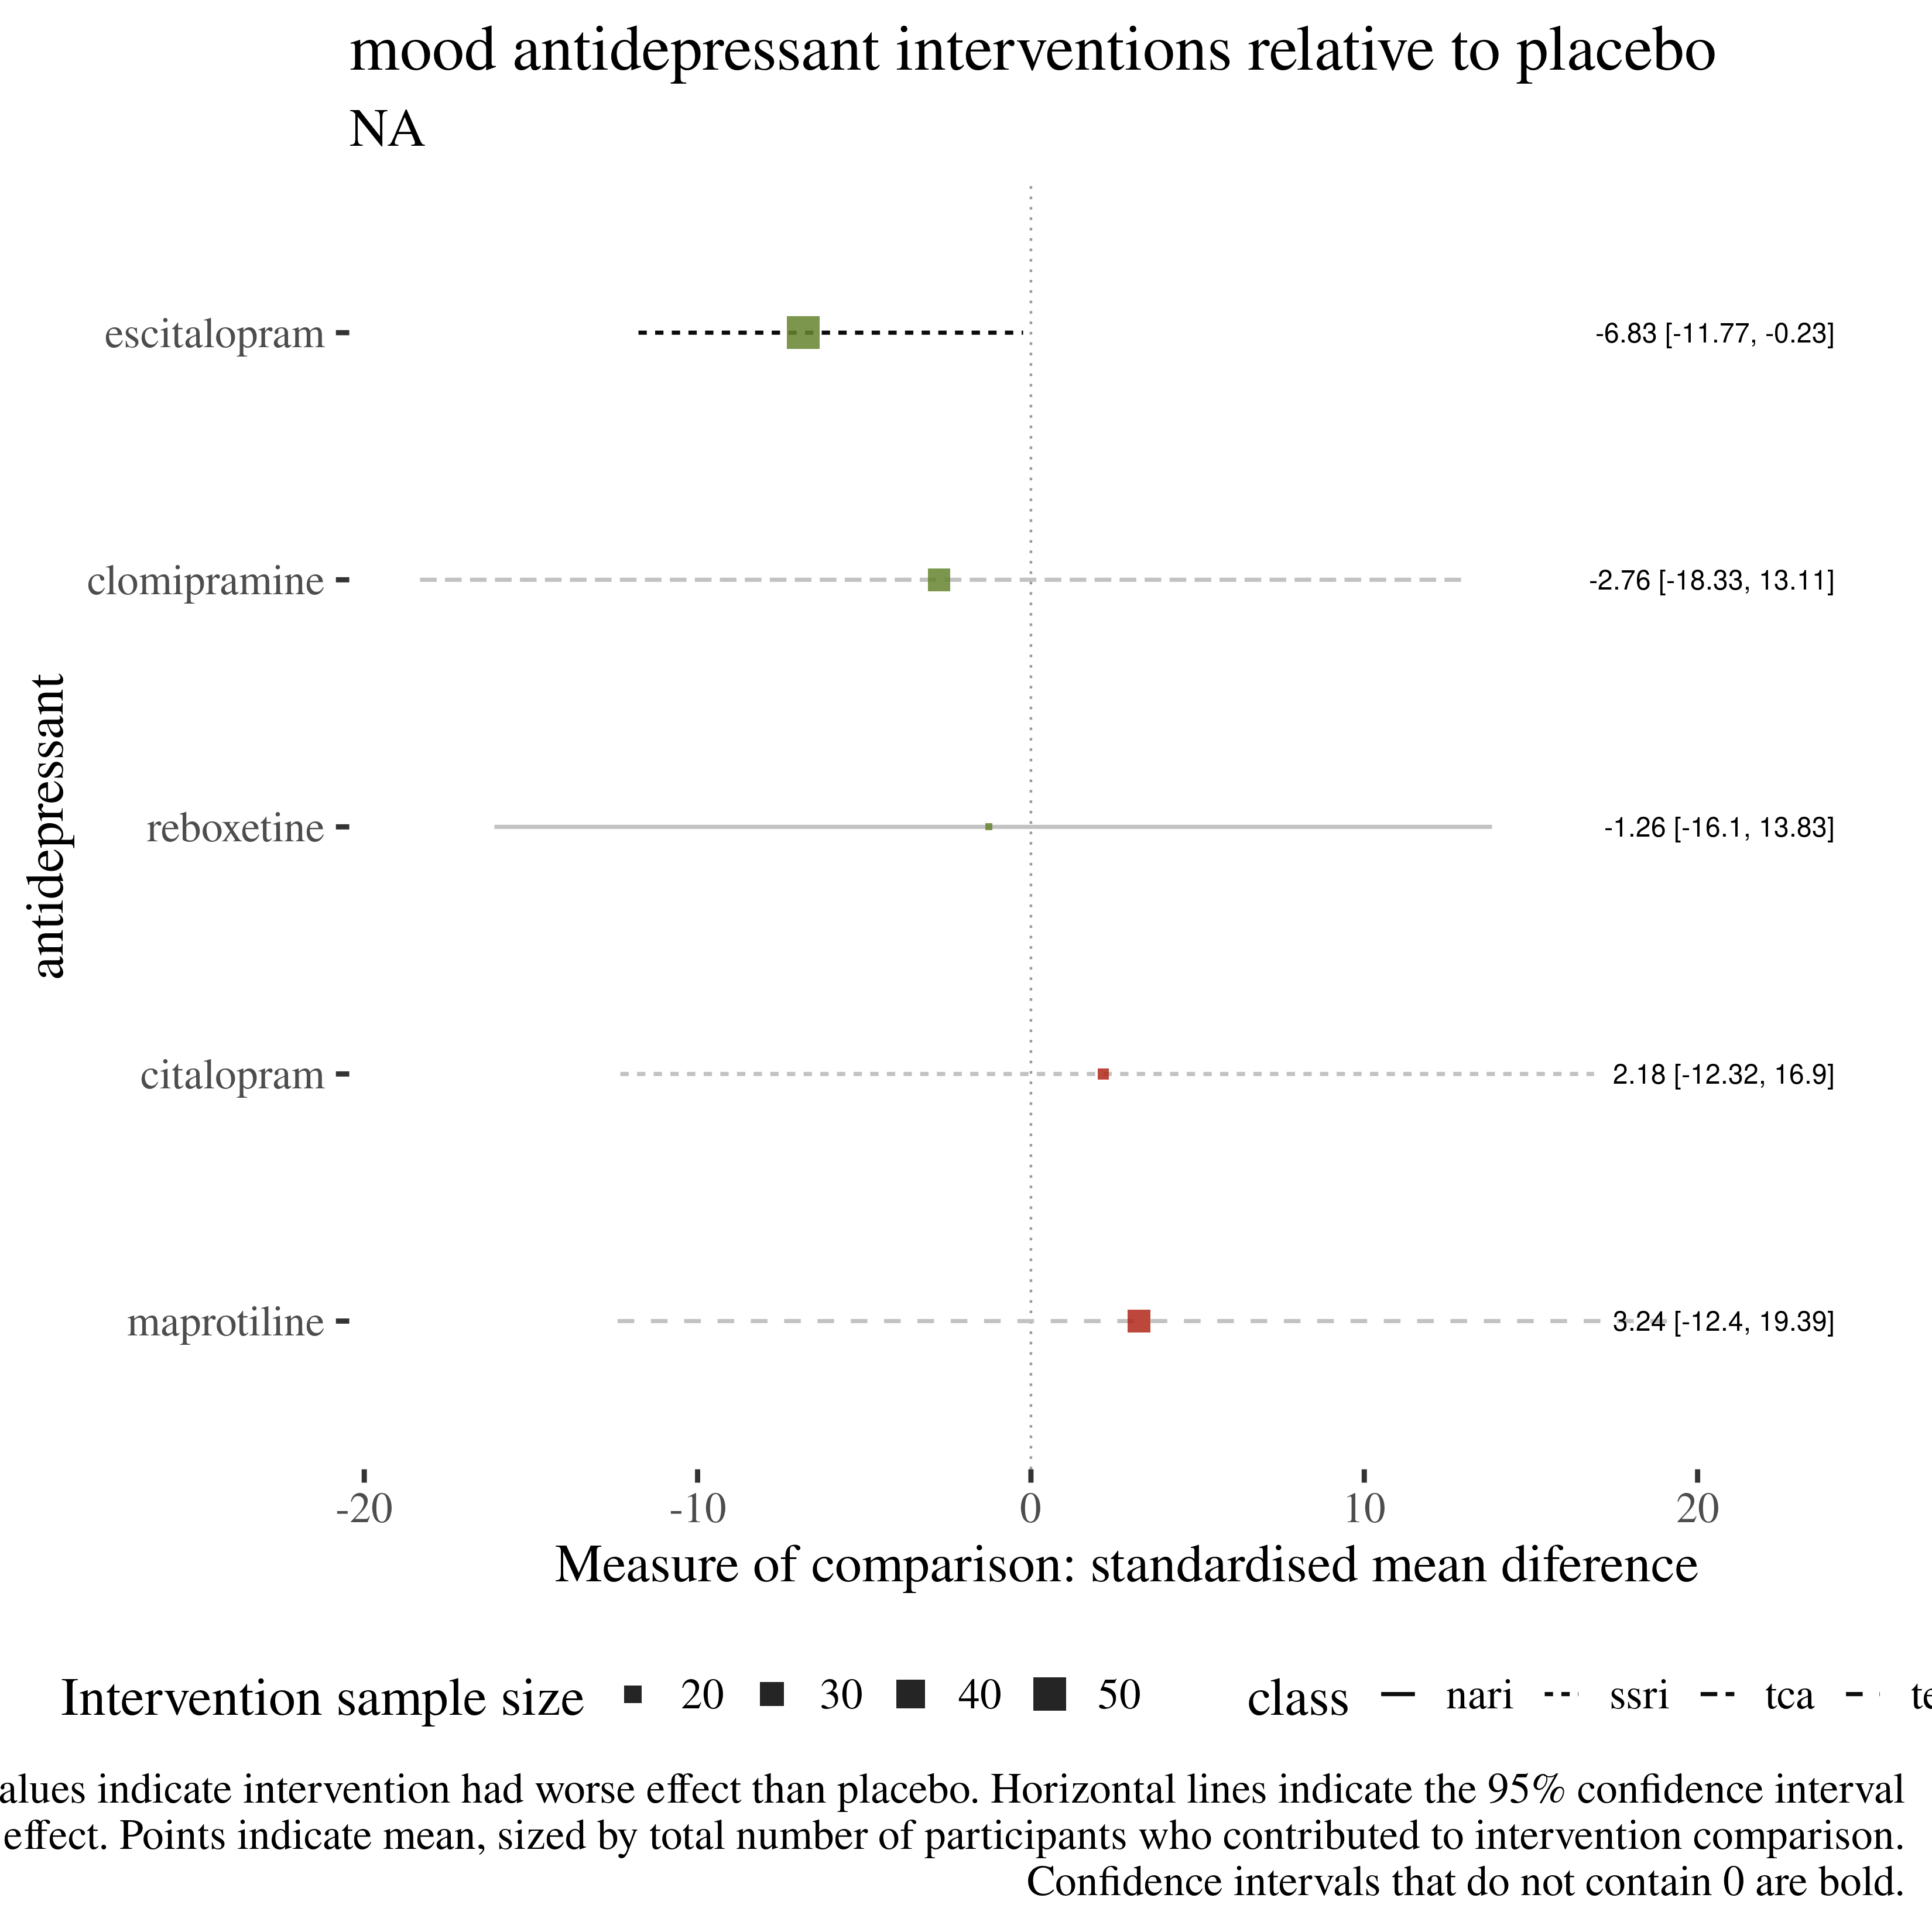 mood antidepressant interventions relative to placebo
NA
escitalopram
-6.83 [-11.77, -0.23]
clomipramine
-2.76 [-18.33, 13.11]
reboxetine
-1.26 [-16.1, 13.83]
citalopram
2.18 [-12.32, 16.9]
maprotiline
3.24 [-12.4, 19.39]
antidepressant
-20 -10 0 10 20
Measure of comparison: standardised mean diference
Intervention sample size 20 30 40 50 class nari ssri tca
indicate intervention had worse effect than placebo. Horizontal lines indicate the 95% confidence interval
effect. Points indicate mean, sized by total number of participants who contributed to intervention comparison.
Confidence intervals that do not contain 0 are bold.